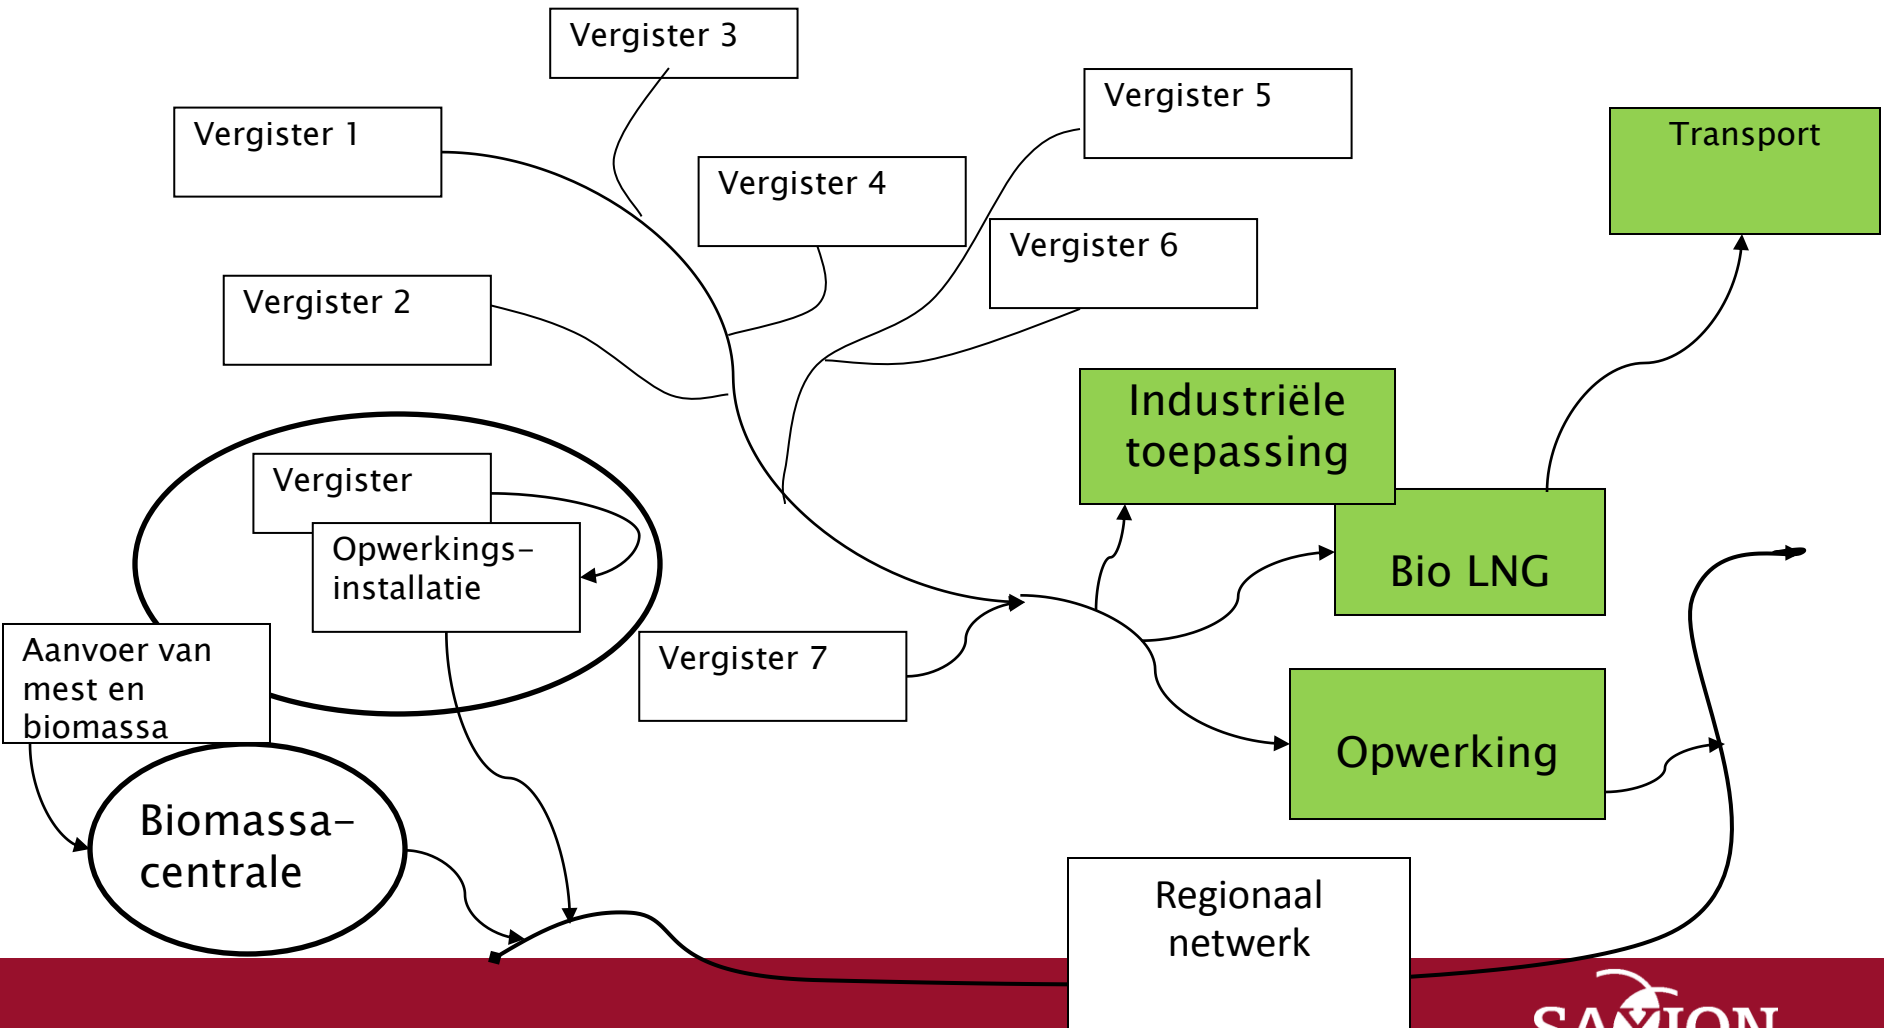 Vergister 3
Vergister 5
Vergister 1
Transport
Vergister 4
Vergister 6
Vergister 2
Industriële
toepassing
Vergister
Opwerkings-
installatie
Bio LNG
Aanvoer van
mest en
biomassa
Vergister 7
Opwerking
Biomassa-
centrale
Regionaal
netwerk
SAXION